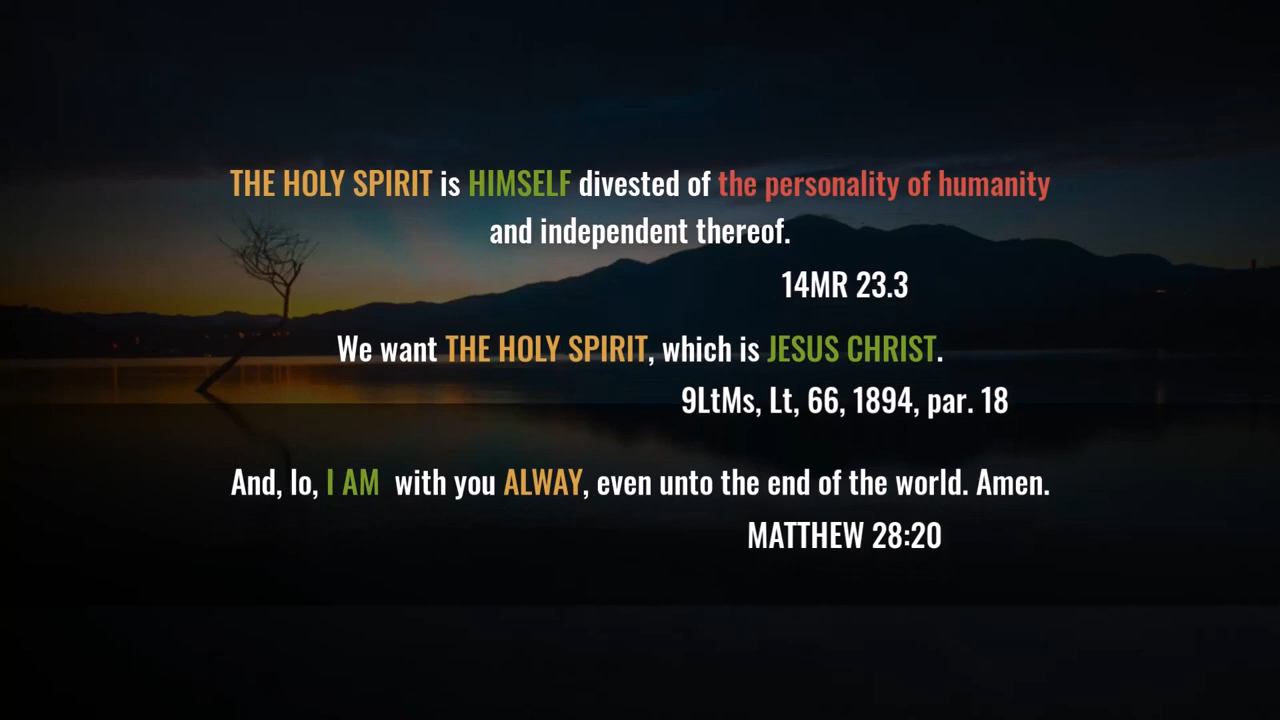 THE HOLY SPIRIT is HIMSELF divested of the personality of humanity
and independent thereof.
14MR 23.3
We want THE HOLY SPIRIT, which is JESUS CHRIST.
9LtMs, Lt, 66, 1894, par. 18
And, lo, I AM with you ALWAY, even unto the end of the world. Amen.
MATTHEW 28:20